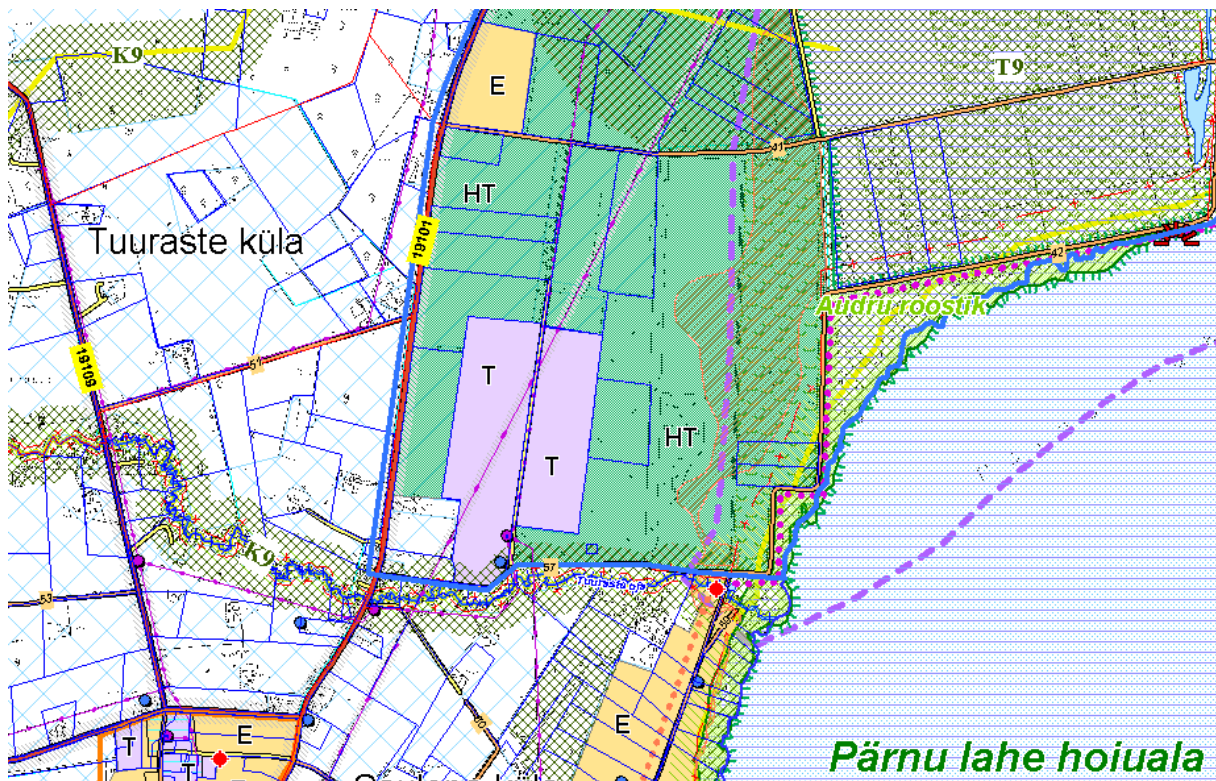 K9
T9
E
41
HT
19101
Tuuraste küla
42
Audru roostik
19109
51
T
HT
T
K9
57
Tuuraste oja
53
E
T
E
T
Pärnu lahe hoiuala